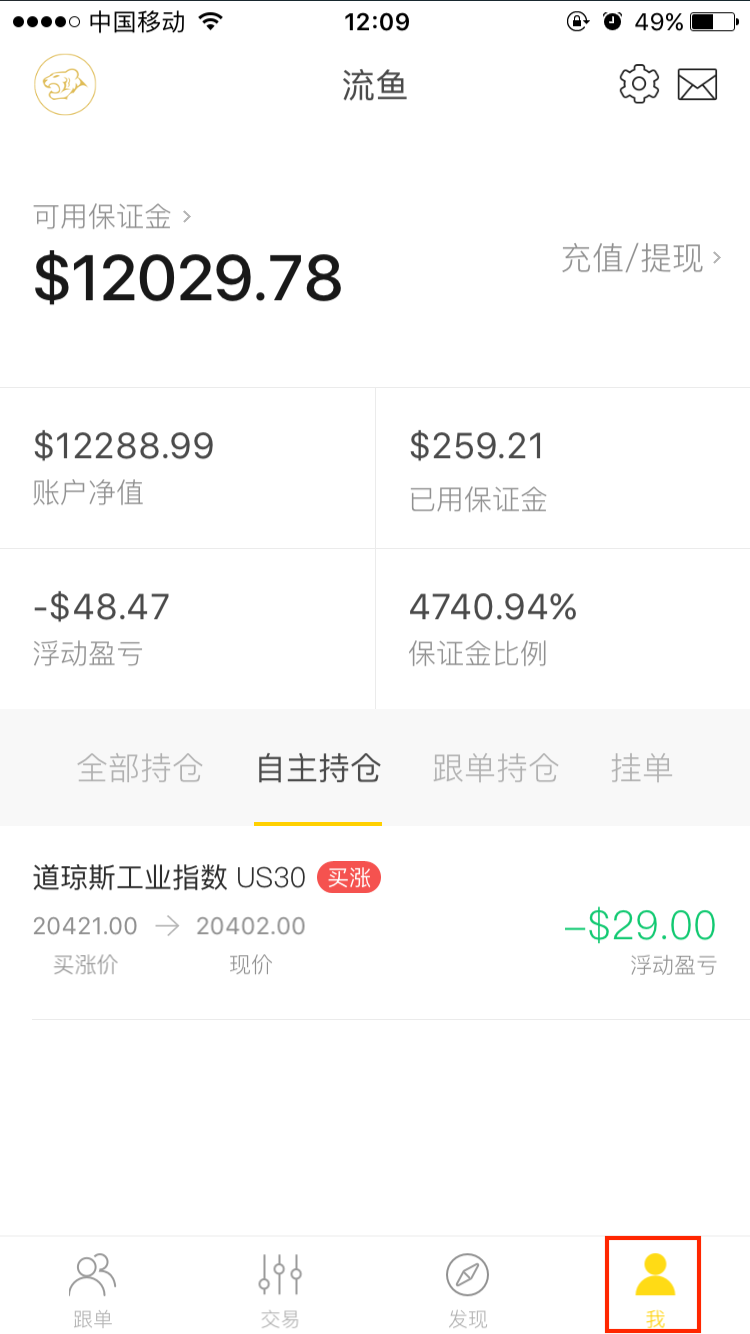 中国移动 12:09 49%
流鱼
可用保证金 >
$12029.78
充值/提现 >
$12288.99
账户净值
$259.21
已用保证金
-$48.47
浮动盈亏
4740.94%
保证金比例
全部持仓 自主持仓 跟单持仓 挂单
道琼斯工业指数 US30 买涨
20421.00 → 20402.00
买涨价 现价
–$29.00
浮动盈亏
跟单 交易 发现 我